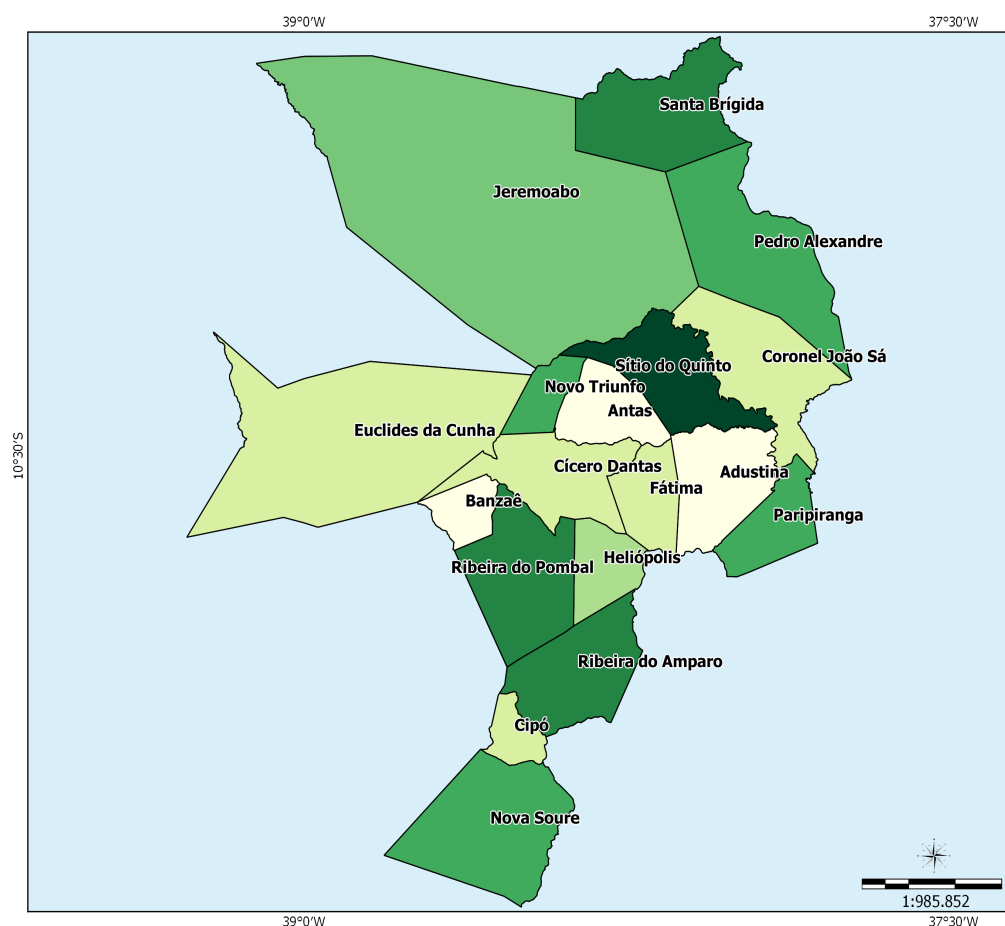 39°0'W 37°30'W
Santa Brígida
Jeremoabo
Pedro Alexandre
Coronel João Sá
Sítio do Quinto
Novo Triunfo
Antas
Euclides da Cunha
10°30'S
Cícero Dantas
Adustina
Fátima
Banzaê
Paripiranga
Heliópolis
Ribeira do Pombal
Ribeira do Amparo
Cipó
Nova Soure
1:985.852
39°0'W 37°30'W